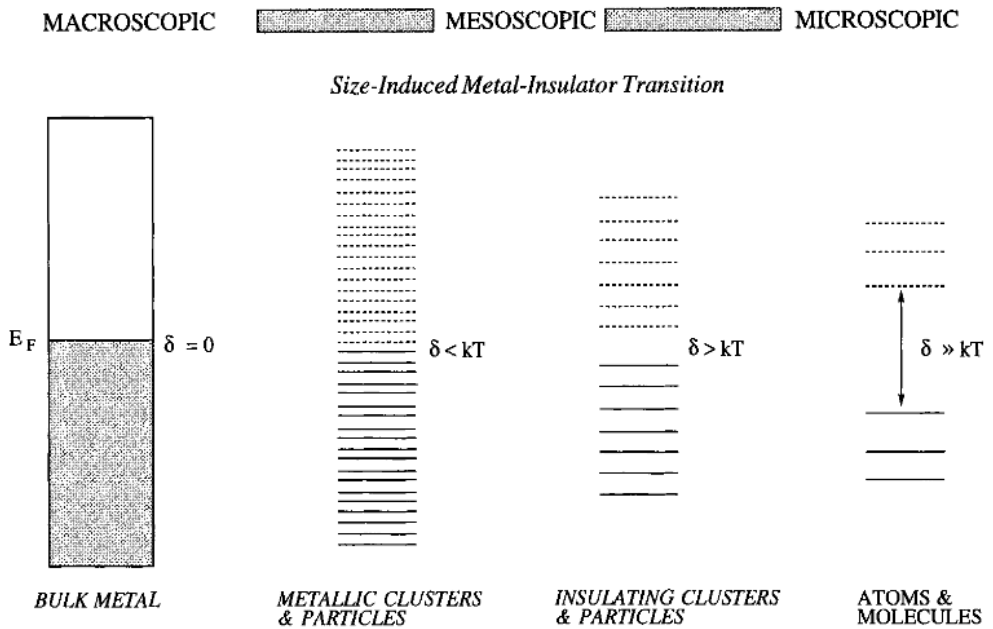 MACROSCOPIC MESOSCOPIC MICROSCOPIC
Size-Induced Metal-Insulator Transition
E_F δ = 0 δ < kT δ > kT δ » kT
BULK METAL
METALLIC CLUSTERS
& PARTICLES
INSULATING CLUSTERS
& PARTICLES
ATOMS &
MOLECULES